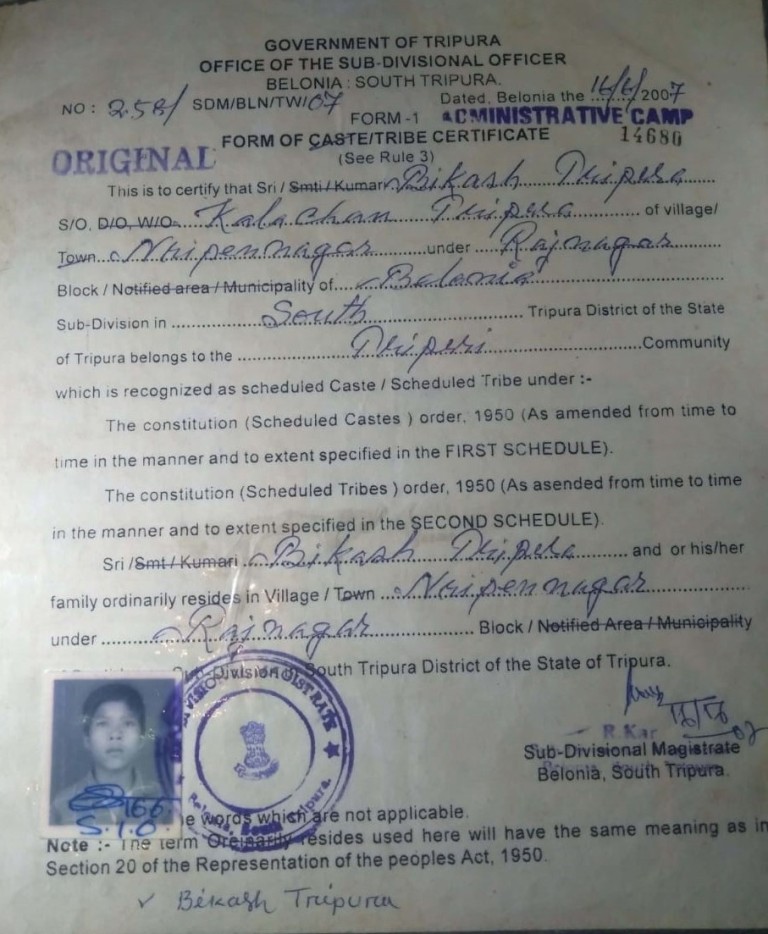 GOVERNMENT OF TRIPURA
OFFICE OF THE SUB-DIVISIONAL OFFICER
BELONIA : SOUTH TRIPURA.
NO : 258/ SDM/BLN/TW/07 Dated, Belonia the 16/6/2007
FORM -1 ADMINISTRATIVE CAMP
FORM OF CASTE/TRIBE CERTIFICATE 14680
ORIGINAL (See Rule 3)
This is to certify that Sri / Smti / Kumari Bikash Tripura
S/O, D/O, W/O. Kalachan Tripura of village/
Town Nripennagar under Rajnagar
Block / Notified area / Municipality of Belonia
Sub-Division in South Tripura District of the State
of Tripura belongs to the Tripuri Community
which is recognized as scheduled Caste / Scheduled Tribe under :-
The constitution (Scheduled Castes ) order, 1950 (As amended from time to
time in the manner and to extent specified in the FIRST SCHEDULE).
The constitution (Scheduled Tribes ) order, 1950 (As asended from time to time
in the manner and to extent specified in the SECOND SCHEDULE).
Sri /Smt / Kumari Bikash Tripura and or his/her
family ordinarily resides in Village / Town Nripennagar
under Rajnagar Block / Notified Area / Municipality
Sub-Division in South Tripura District of the State of Tripura.
R. Kar
Sub-Divisional Magistrate
Belonia, South Tripura.
words which are not applicable.
Note :- The term Ordinarily resides used here will have the same meaning as in
Section 20 of the Representation of the peoples Act, 1950.
Bikash Tripura